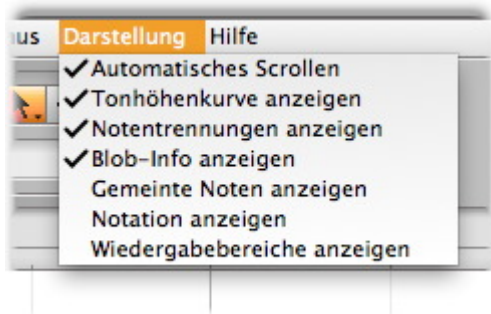 Darstellung Hilfe
Automatisches Scrollen
Tonhöhenkurve anzeigen
Notentrennungen anzeigen
Blob-Info anzeigen
Gemeinte Noten anzeigen
Notation anzeigen
Wiedergabebereiche anzeigen